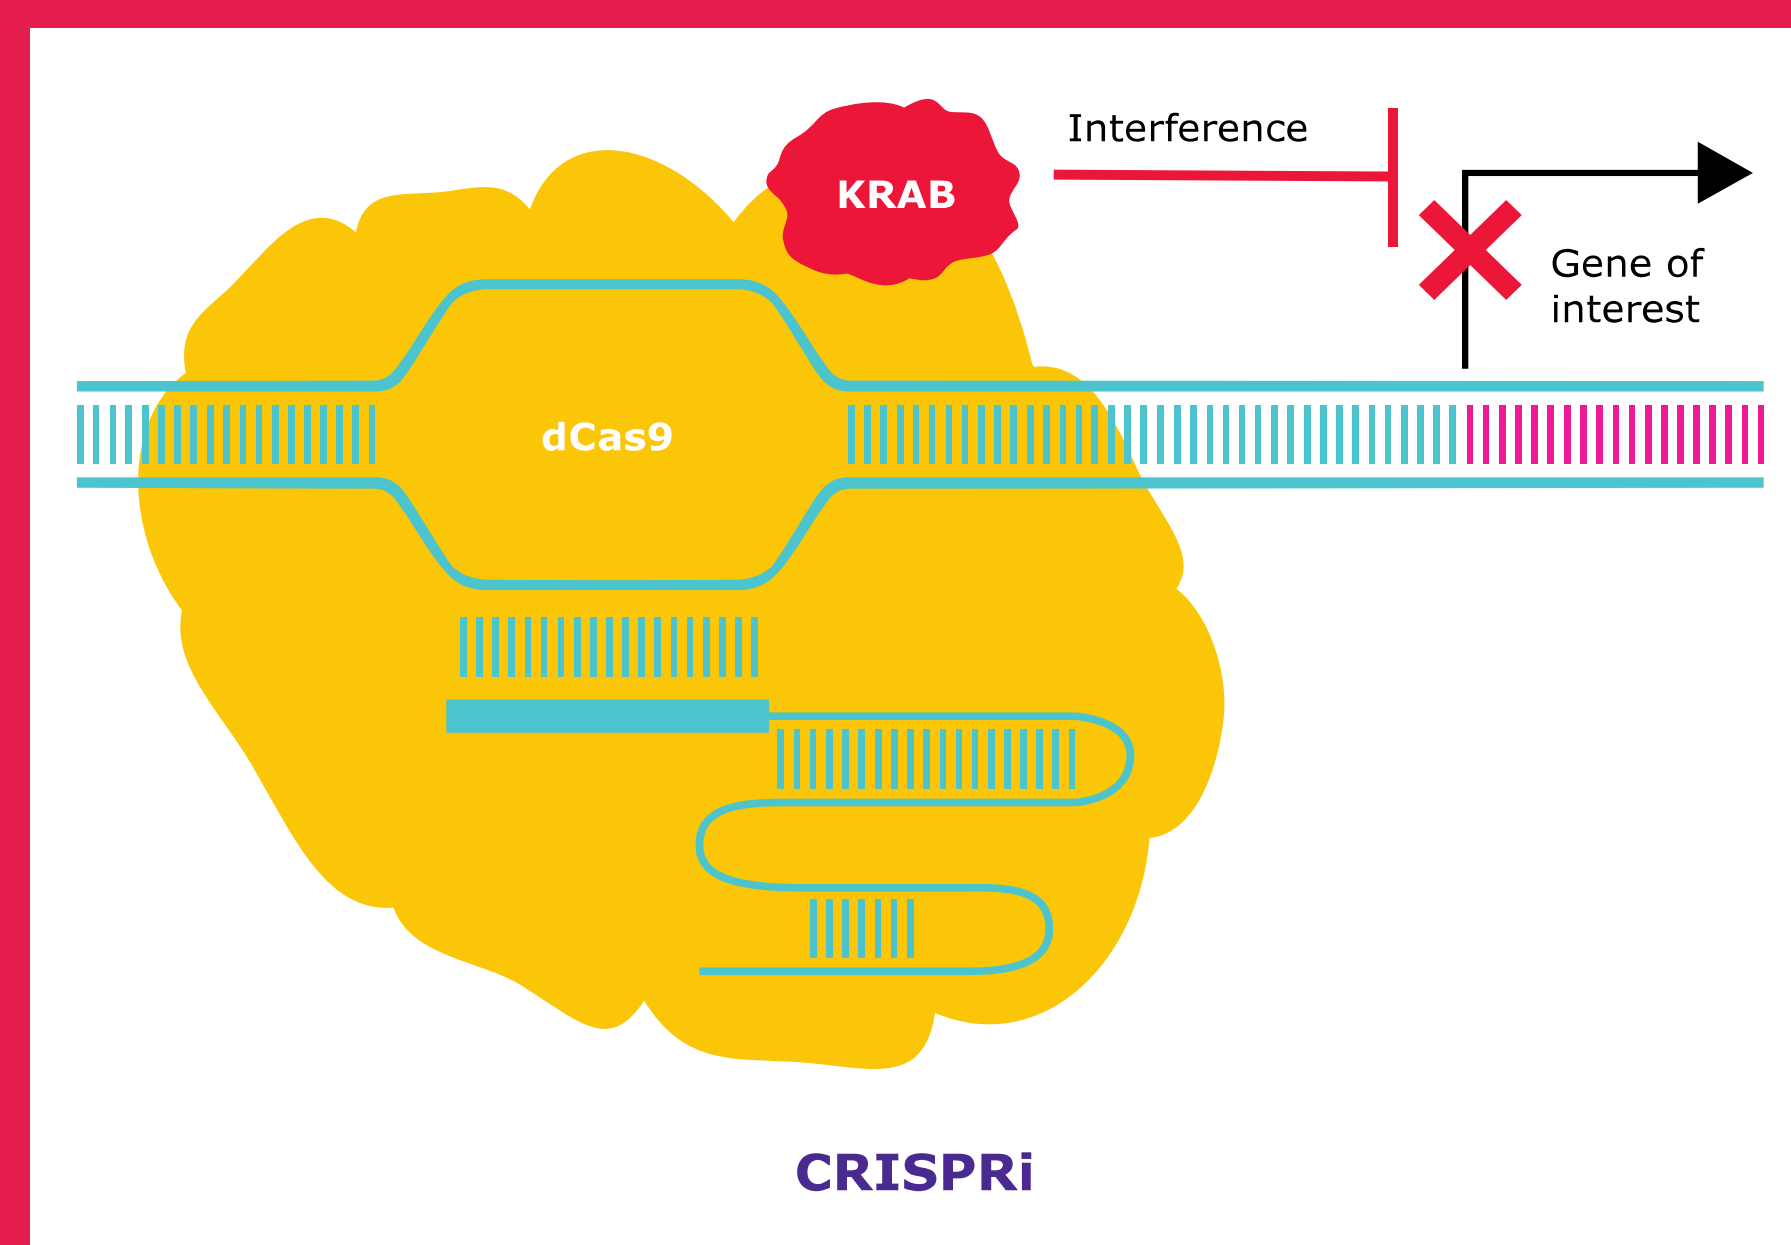 KRAB
Interference
Gene of
interest
dCas9
CRISPRi